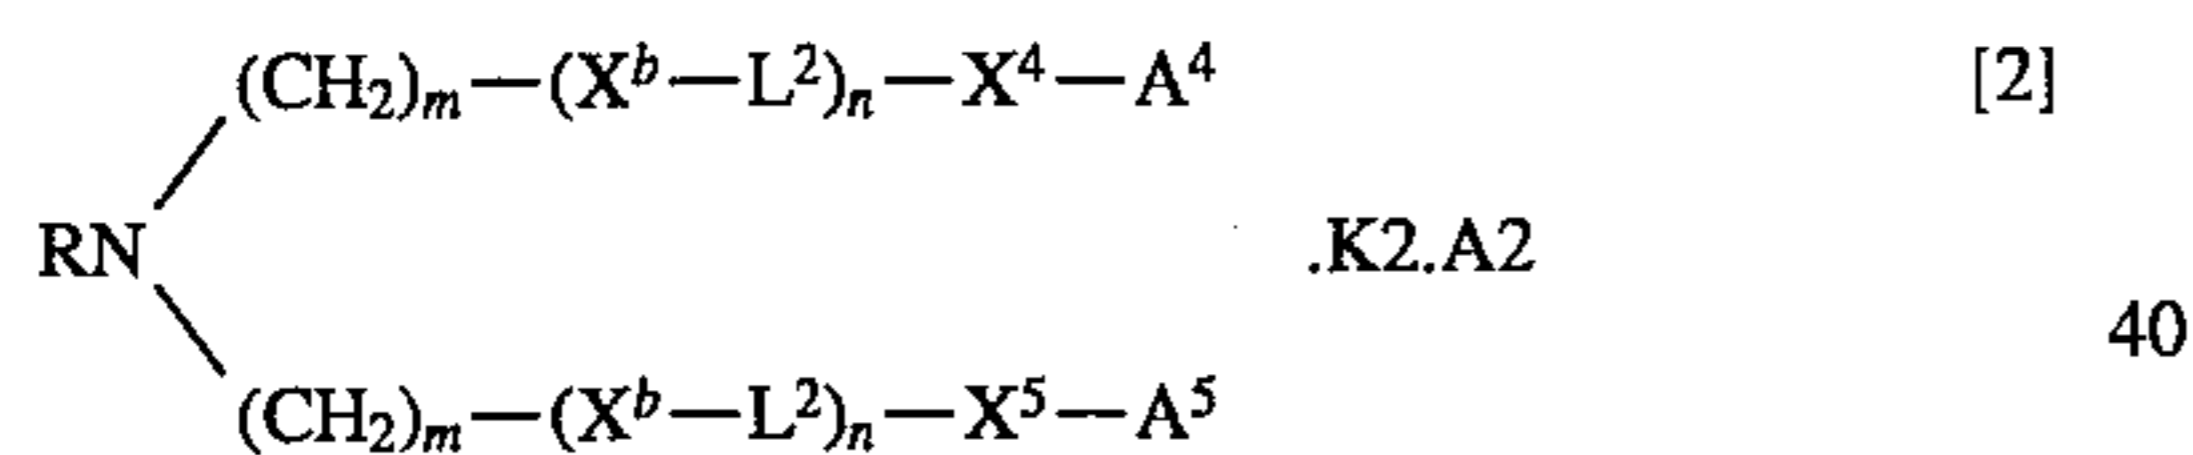 (CH₂)ₘ—(Xᵇ—L²)ₙ—X⁴—A⁴ [2]
RN .K2.A2
40
(CH₂)ₘ—(Xᵇ—L²)ₙ—X⁵—A⁵